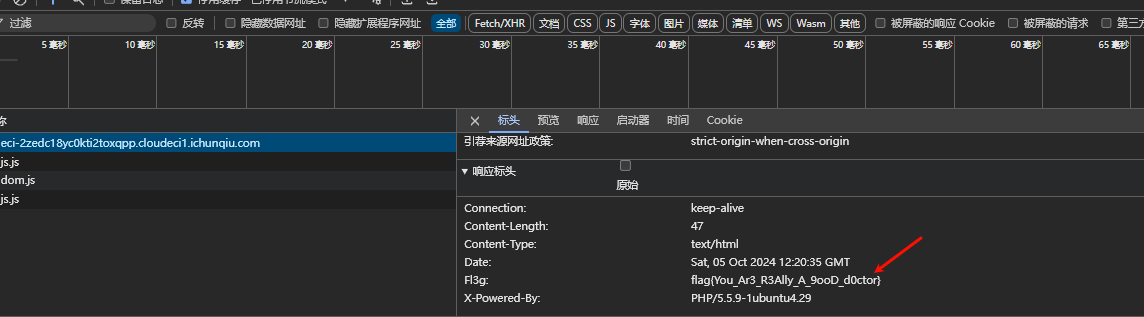 过滤 反转 隐藏数据网址 隐藏扩展程序网址 全部 Fetch/XHR 文档 CSS JS 字体 图片 媒体 清单 WS Wasm 其他 被屏蔽的响应 Cookie 被屏蔽的请求 第三方
5 毫秒 10 毫秒 15 毫秒 20 毫秒 25 毫秒 30 毫秒 35 毫秒 40 毫秒 45 毫秒 50 毫秒 55 毫秒 60 毫秒 65 毫秒
标头 预览 响应 启动器 时间 Cookie
eci-2zedc18yc0kti2toxqpp.cloudeci1.ichunqiu.com
js.js
dom.js
js.js
引荐来源网址政策: strict-origin-when-cross-origin
响应标头
原始
Connection: keep-alive
Content-Length: 47
Content-Type: text/html
Date: Sat, 05 Oct 2024 12:20:35 GMT
Fl3g: flag{You_Ar3_R3Ally_A_9ooD_d0ctor}
X-Powered-By: PHP/5.5.9-1ubuntu4.29